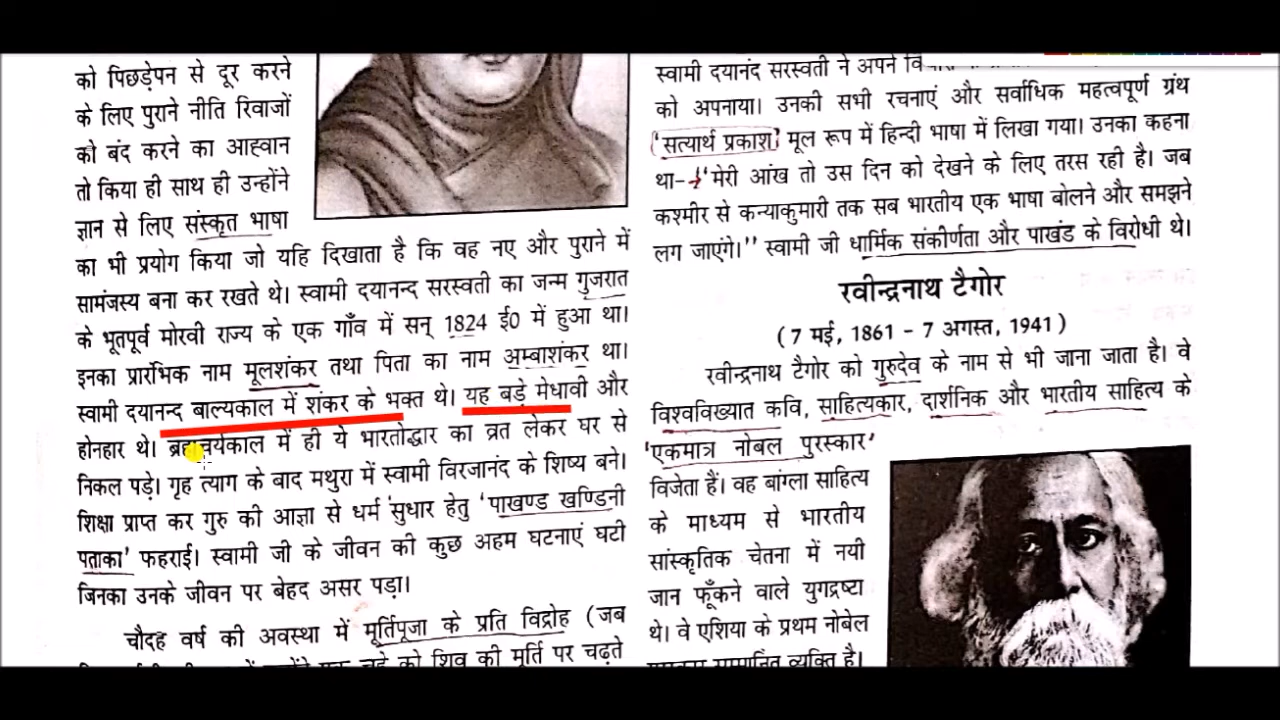 को पिछड़ेपन से दूर करने
के लिए पुराने नीति रिवाजों
को बंद करने का आह्वान
तो किया ही साथ ही उन्होंने
ज्ञान से लिए संस्कृत भाषा
का भी प्रयोग किया जो यहि दिखाता है कि वह नए और पुराने में
सामंजस्य बना कर रखते थे। स्वामी दयानन्द सरस्वती का जन्म गुजरात
के भूतपूर्व मोरवी राज्य के एक गाँव में सन् 1824 ई0 में हुआ था।
इनका प्रारंभिक नाम मूलशंकर तथा पिता का नाम अम्बाशंकर था।
स्वामी दयानन्द बाल्यकाल में शंकर के भक्त थे। यह बड़े मेधावी और
होनहार थे। ब्रह्मचर्यकाल में ही ये भारतोद्धार का व्रत लेकर घर से
निकल पड़े। गृह त्याग के बाद मथुरा में स्वामी विरजानंद के शिष्य बने।
शिक्षा प्राप्त कर गुरु की आज्ञा से धर्म सुधार हेतु 'पाखण्ड खण्डिनी
पताका' फहराई। स्वामी जी के जीवन की कुछ अहम घटनाएं घटी
जिनका उनके जीवन पर बेहद असर पड़ा।
चौदह वर्ष की अवस्था में मूर्तिपूजा के प्रति विद्रोह (जब
चूहे को शिव की मूर्ति पर चढ़ते
स्वामी दयानंद सरस्वती ने अपने
को अपनाया। उनकी सभी रचनाएं और सर्वाधिक महत्वपूर्ण ग्रंथ
'सत्यार्थ प्रकाश' मूल रूप में हिन्दी भाषा में लिखा गया। उनका कहना
था-"मेरी आंख तो उस दिन को देखने के लिए तरस रही है। जब
कश्मीर से कन्याकुमारी तक सब भारतीय एक भाषा बोलने और समझने
लग जाएंगे।'' स्वामी जी धार्मिक संकीर्णता और पाखंड के विरोधी थे।
रवीन्द्रनाथ टैगोर
(7 मई, 1861 - 7 अगस्त, 1941)
रवीन्द्रनाथ टैगोर को गुरुदेव के नाम से भी जाना जाता है। वे
विश्वविख्यात कवि, साहित्यकार, दार्शनिक और भारतीय साहित्य के
'एकमात्र नोबल पुरस्कार'
विजेता हैं। वह बांग्ला साहित्य
के माध्यम से भारतीय
सांस्कृतिक चेतना में नयी
जान फूँकने वाले युगद्रष्टा
थे। वे एशिया के प्रथम नोबेल
सम्मानित व्यक्ति है।